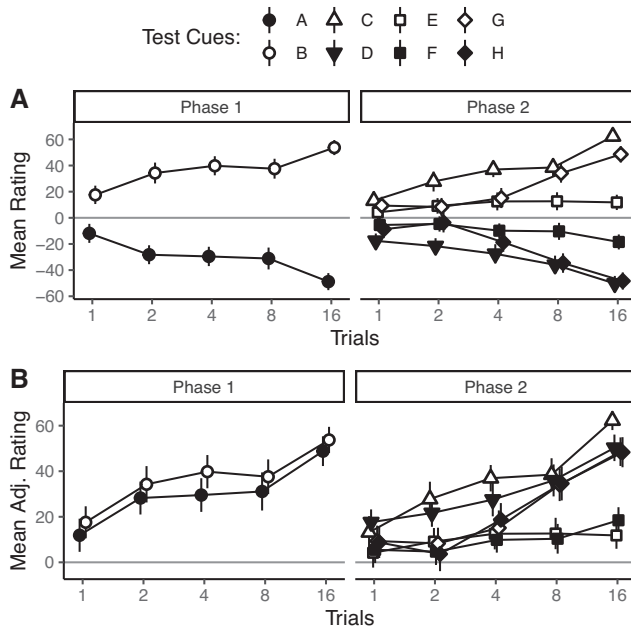 Test Cues: A C E G
B D F H
A
Phase 1 Phase 2
Mean Rating
60
40
20
0
−20
−40
−60
1 2 4 8 16 1 2 4 8 16
Trials
B
Phase 1 Phase 2
Mean Adj. Rating
60
40
20
0
1 2 4 8 16 1 2 4 8 16
Trials